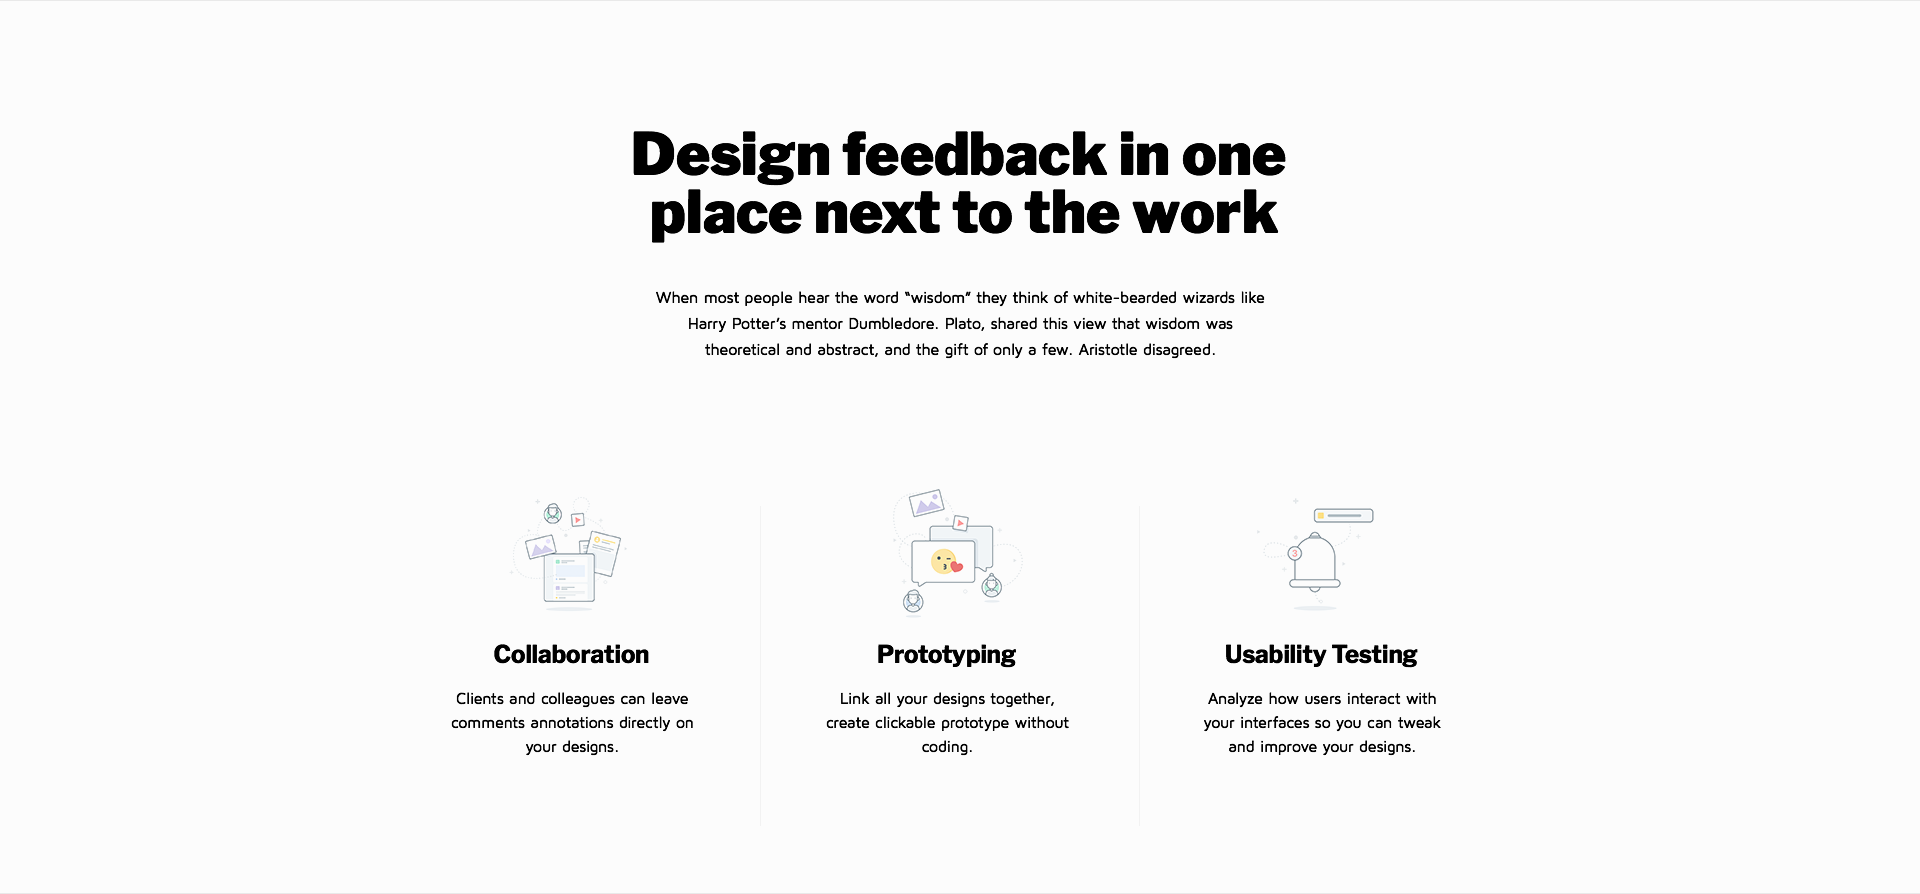 Design feedback in one
place next to the work
When most people hear the word “wisdom” they think of white-bearded wizards like
Harry Potter’s mentor Dumbledore. Plato, shared this view that wisdom was
theoretical and abstract, and the gift of only a few. Aristotle disagreed.
3
Collaboration
Clients and colleagues can leave
comments annotations directly on
your designs.
Prototyping
Link all your designs together,
create clickable prototype without
coding.
Usability Testing
Analyze how users interact with
your interfaces so you can tweak
and improve your designs.